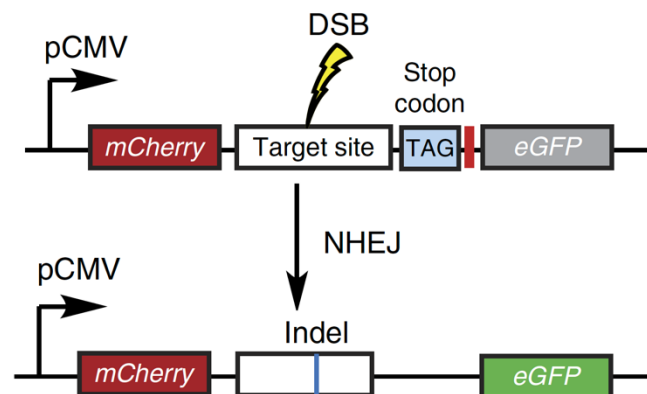 DSB
pCMV
Stop
codon
mCherry
Target site
TAG
eGFP
NHEJ
pCMV
Indel
mCherry
eGFP